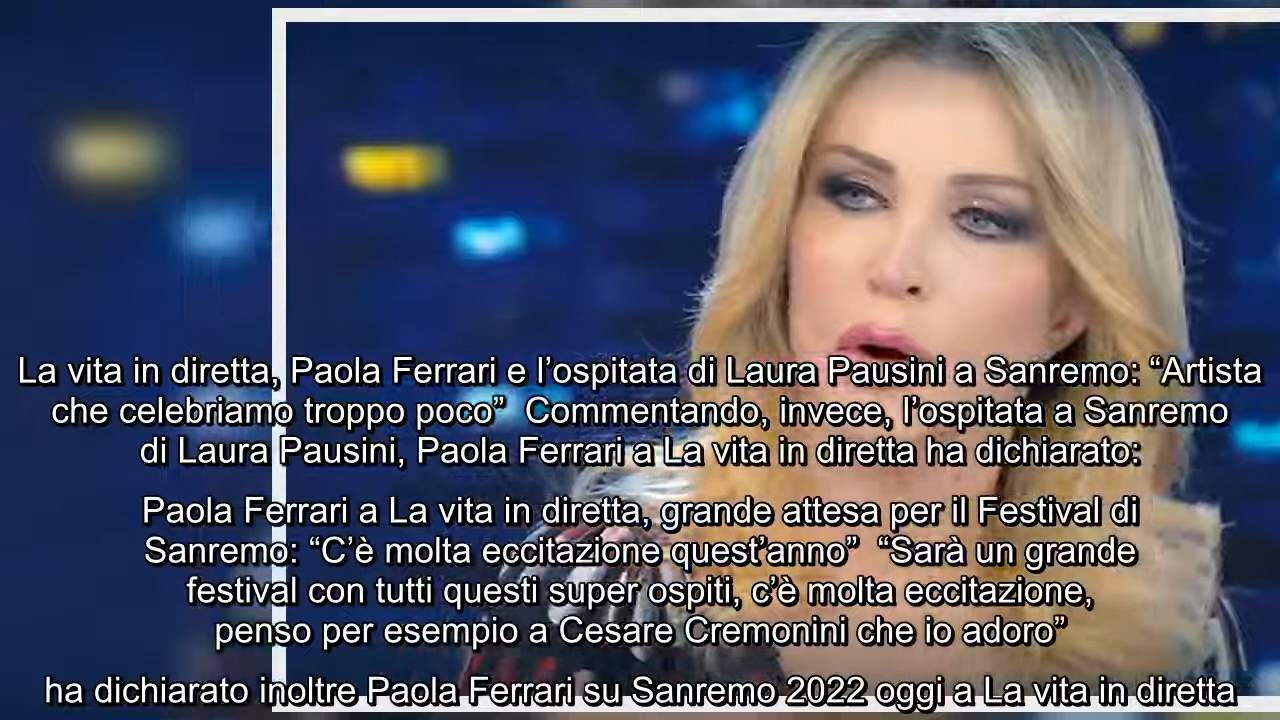 La vita in diretta, Paola Ferrari e l’ospitata di Laura Pausini a Sanremo: “Artista
che celebriamo troppo poco”  Commentando, invece, l’ospitata a Sanremo
di Laura Pausini, Paola Ferrari a La vita in diretta ha dichiarato:
Paola Ferrari a La vita in diretta, grande attesa per il Festival di
Sanremo: “C’è molta eccitazione quest’anno”  “Sarà un grande
festival con tutti questi super ospiti, c’è molta eccitazione,
penso per esempio a Cesare Cremonini che io adoro”
ha dichiarato inoltre Paola Ferrari su Sanremo 2022 oggi a La vita in diretta